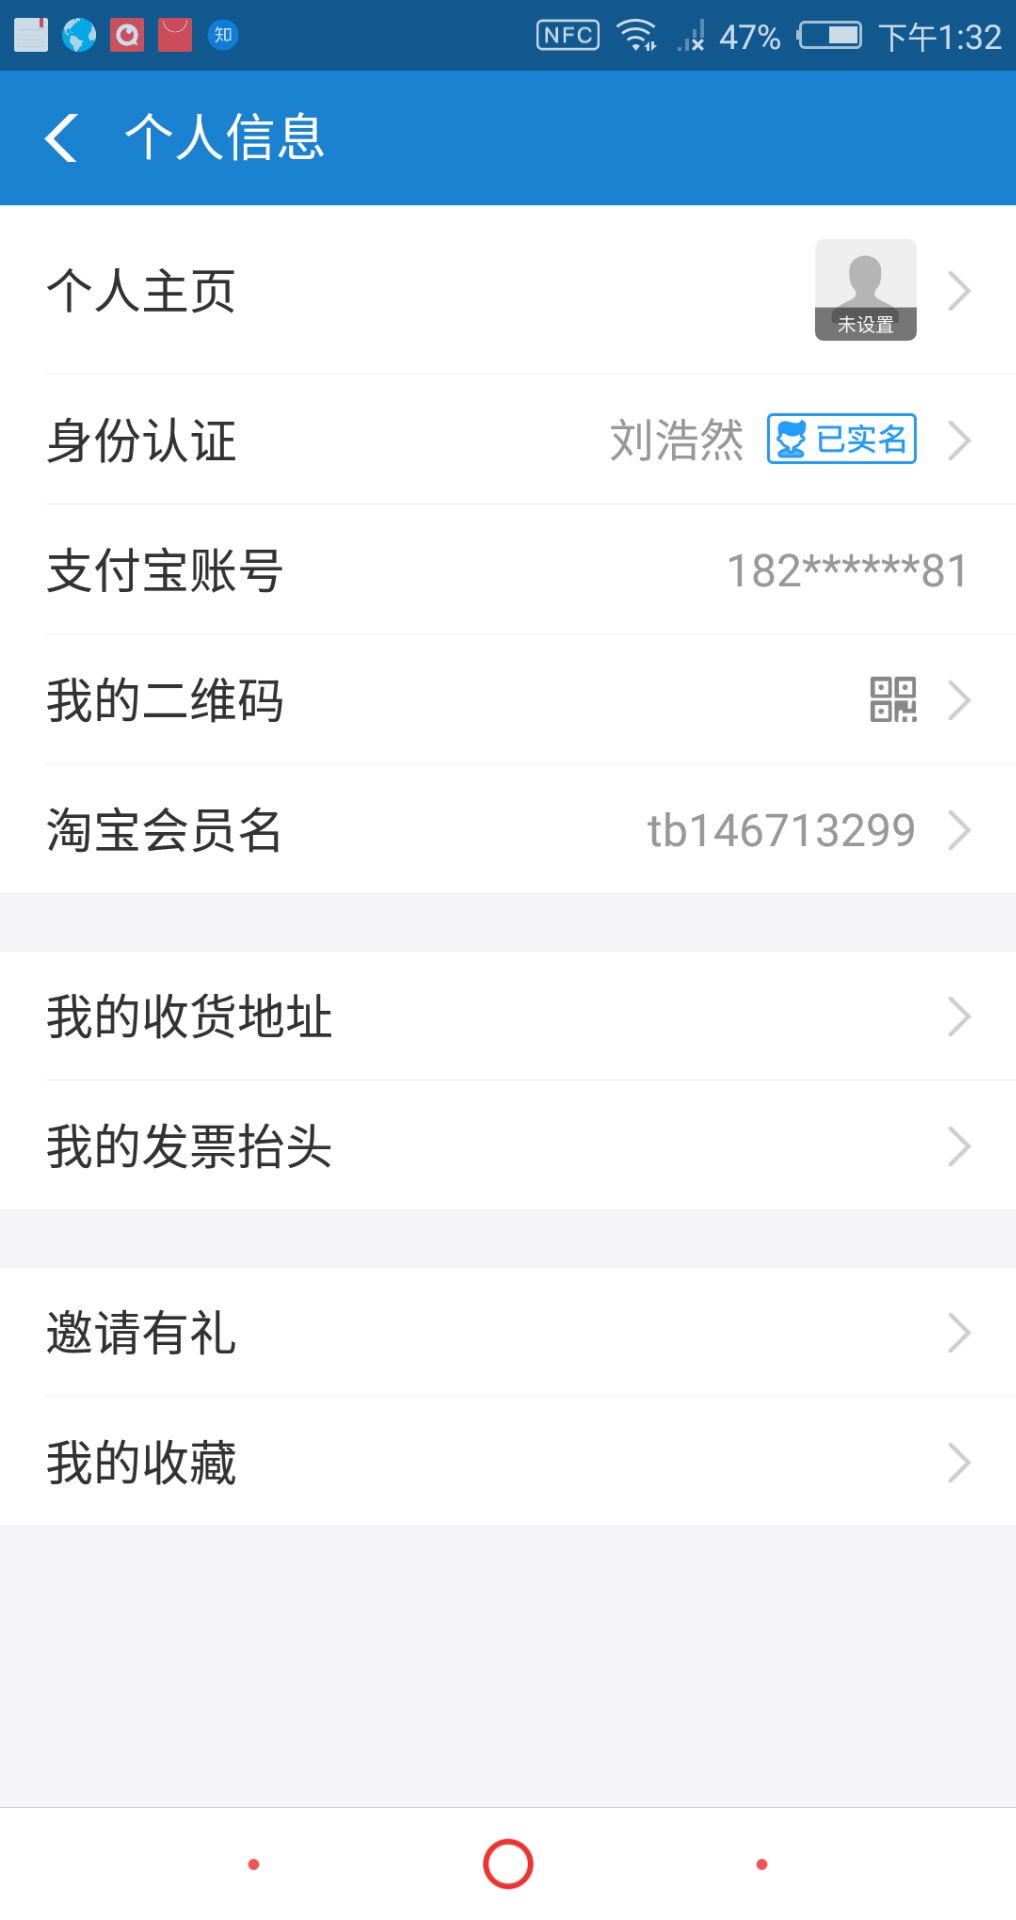 知 NFC 47% 下午1:32
个人信息
个人主页
未设置
身份认证 刘浩然 已实名
支付宝账号 182******81
我的二维码
淘宝会员名 tb146713299
我的收货地址
我的发票抬头
邀请有礼
我的收藏